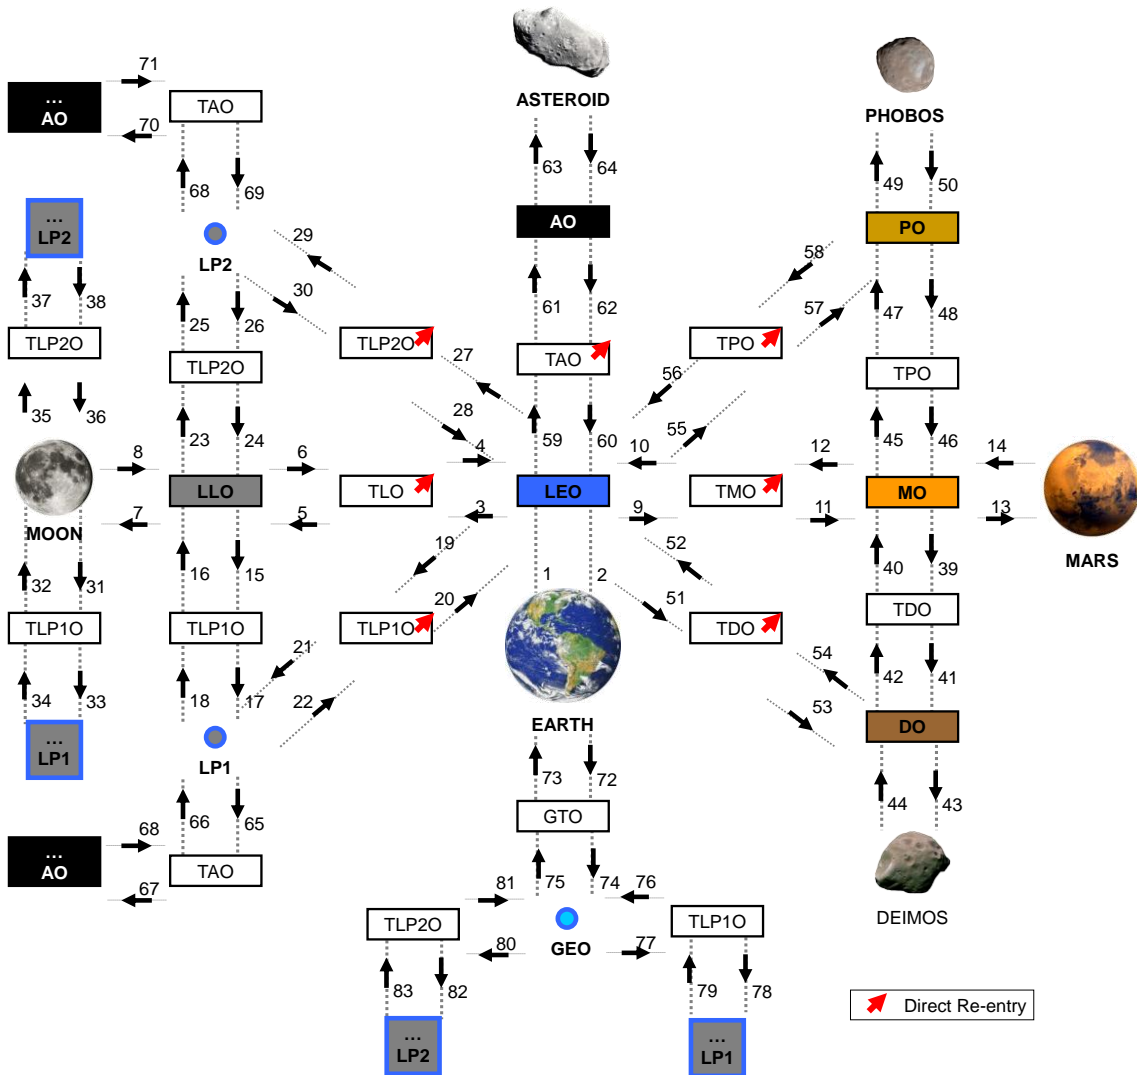 71
...
AO
TAO
70
68
69
...
LP2
LP2
37
38
25
26
29
30
TLP2O
TLP2O
TLP2O
27
28
35
36
23
24
8
6
4
MOON
7
LLO
5
TLO
3
32
31
16
15
19
20
TLP1O
TLP1O
TLP1O
21
22
34
33
18
17
...
LP1
LP1
66
65
68
...
AO
TAO
67
ASTEROID
63
64
AO
61
62
TAO
59
60
LEO
1
2
EARTH
73
72
GTO
75
74
81
76
TLP2O
TLP1O
GEO
80
77
83
82
79
78
...
LP2
...
LP1
PHOBOS
49
50
PO
58
57
47
48
TPO
TPO
56
55
45
46
10
12
14
TMO
MO
9
11
13
MARS
52
51
40
39
TDO
TDO
54
53
42
41
DO
44
43
DEIMOS
Direct Re-entry